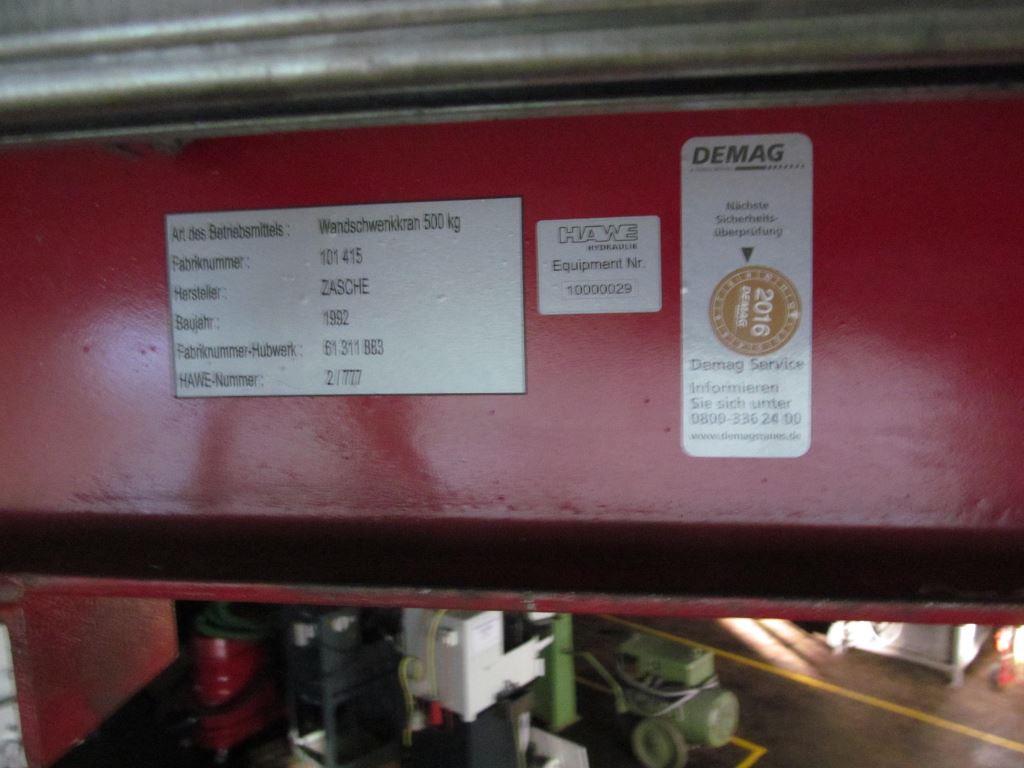 Art des Betriebsmittels : Wandschwenkkran 500 kg
Fabriknummer : 101 415
Hersteller : ZASCHE
Baujahr : 1992
Fabriknummer-Hubwerk : 61 311 BB3
HAWE-Nummer : 2 / 777
HAWE
HYDRAULIK
Equipment Nr.
10000029
DEMAG
Nächste
Sicherheits-
überprüfung
2016
DEMAG
Demag Service
Informieren
Sie sich unter
0800-336 24 00
www.demagcranes.de